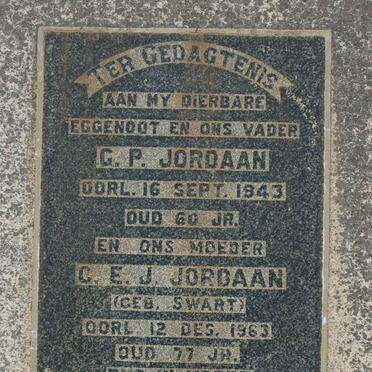 TER GEDAGTENIS
AAN MY DIERBARE
EGGENOOT EN ONS VADER
G. P. JORDAAN
OORL. 16 SEPT. 1943
OUD 60 JR.
EN ONS MOEDER
C. E. J. JORDAAN
(GEB. SWART)
OORL. 12 DES. 1963
OUD 77 JR.